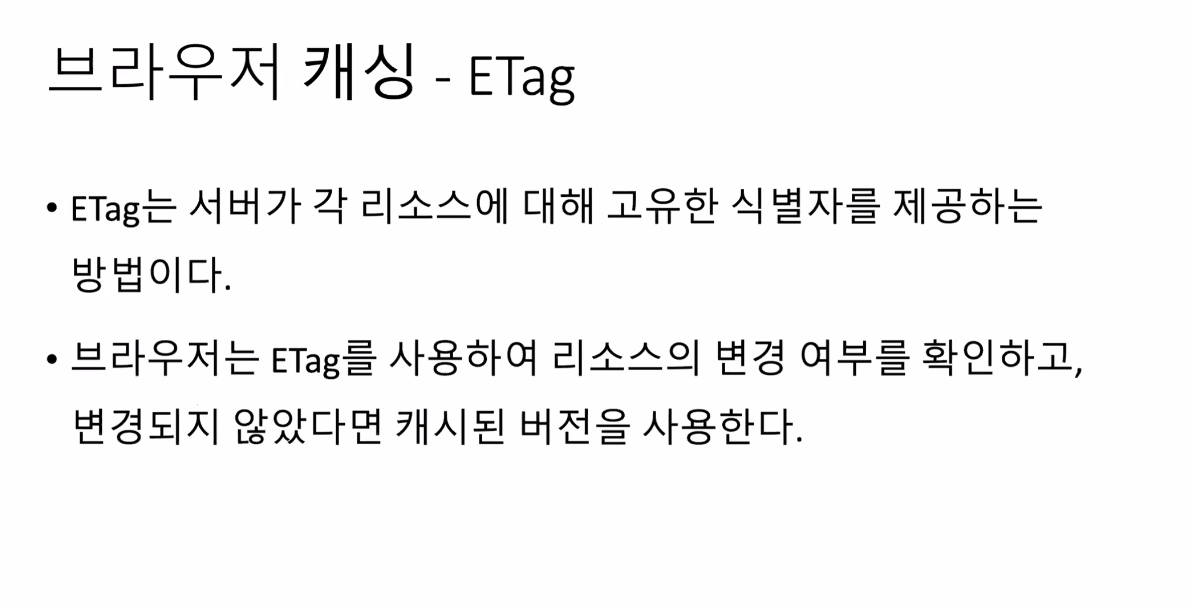 브라우저 캐싱 - ETag
• ETag는 서버가 각 리소스에 대해 고유한 식별자를 제공하는
방법이다.
• 브라우저는 ETag를 사용하여 리소스의 변경 여부를 확인하고,
변경되지 않았다면 캐시된 버전을 사용한다.